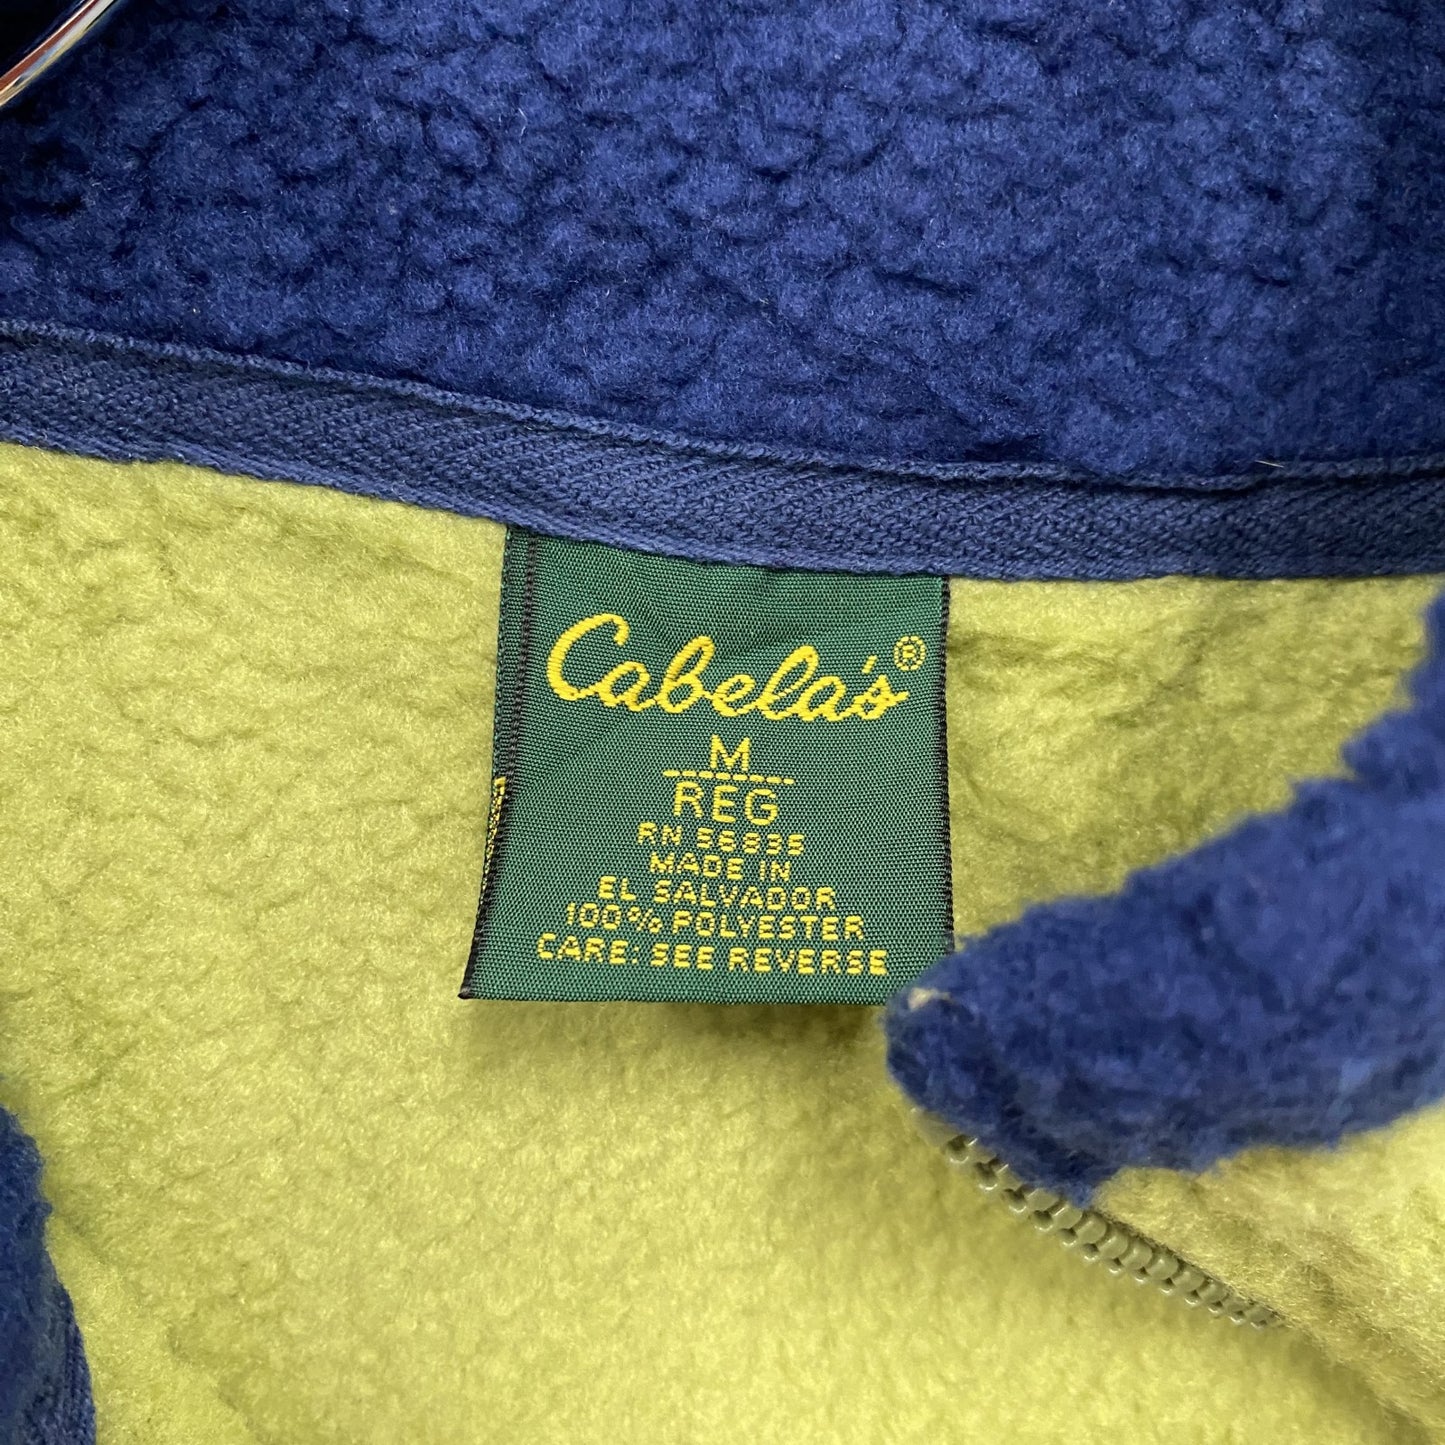 Cabela's®
M
REG
RN 56835
MADE IN
EL SALVADOR
100% POLYESTER
CARE: SEE REVERSE